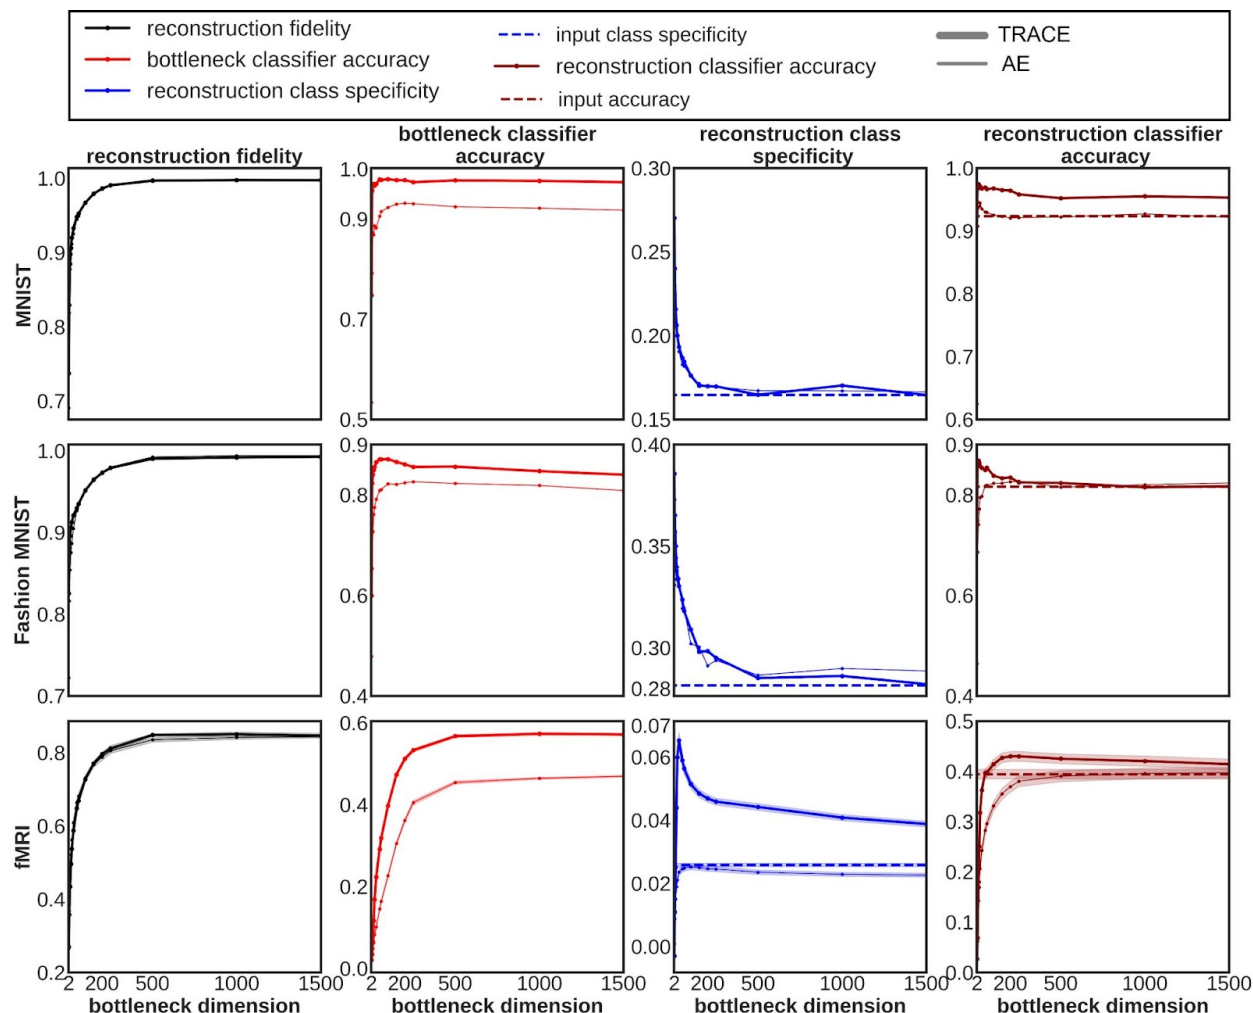 reconstruction fidelity
bottleneck classifier accuracy
reconstruction class specificity
input class specificity
reconstruction classifier accuracy
input accuracy
TRACE
AE
reconstruction fidelity
bottleneck classifier
accuracy
reconstruction class
specificity
reconstruction classifier
accuracy
MNIST
1.0
0.9
0.8
0.7
1.0
0.9
0.7
0.5
0.30
0.25
0.20
0.15
1.0
0.9
0.8
0.7
0.6
Fashion MNIST
1.0
0.9
0.8
0.7
0.9
0.8
0.6
0.4
0.40
0.35
0.30
0.28
0.9
0.8
0.6
0.4
fMRI
0.8
0.6
0.4
0.2
0.6
0.4
0.2
0.0
0.07
0.06
0.04
0.02
0.00
0.5
0.4
0.3
0.2
0.1
0.0
2 200 500 1000 1500
2 200 500 1000 1500
2 200 500 1000 1500
2 200 500 1000 1500
bottleneck dimension
bottleneck dimension
bottleneck dimension
bottleneck dimension